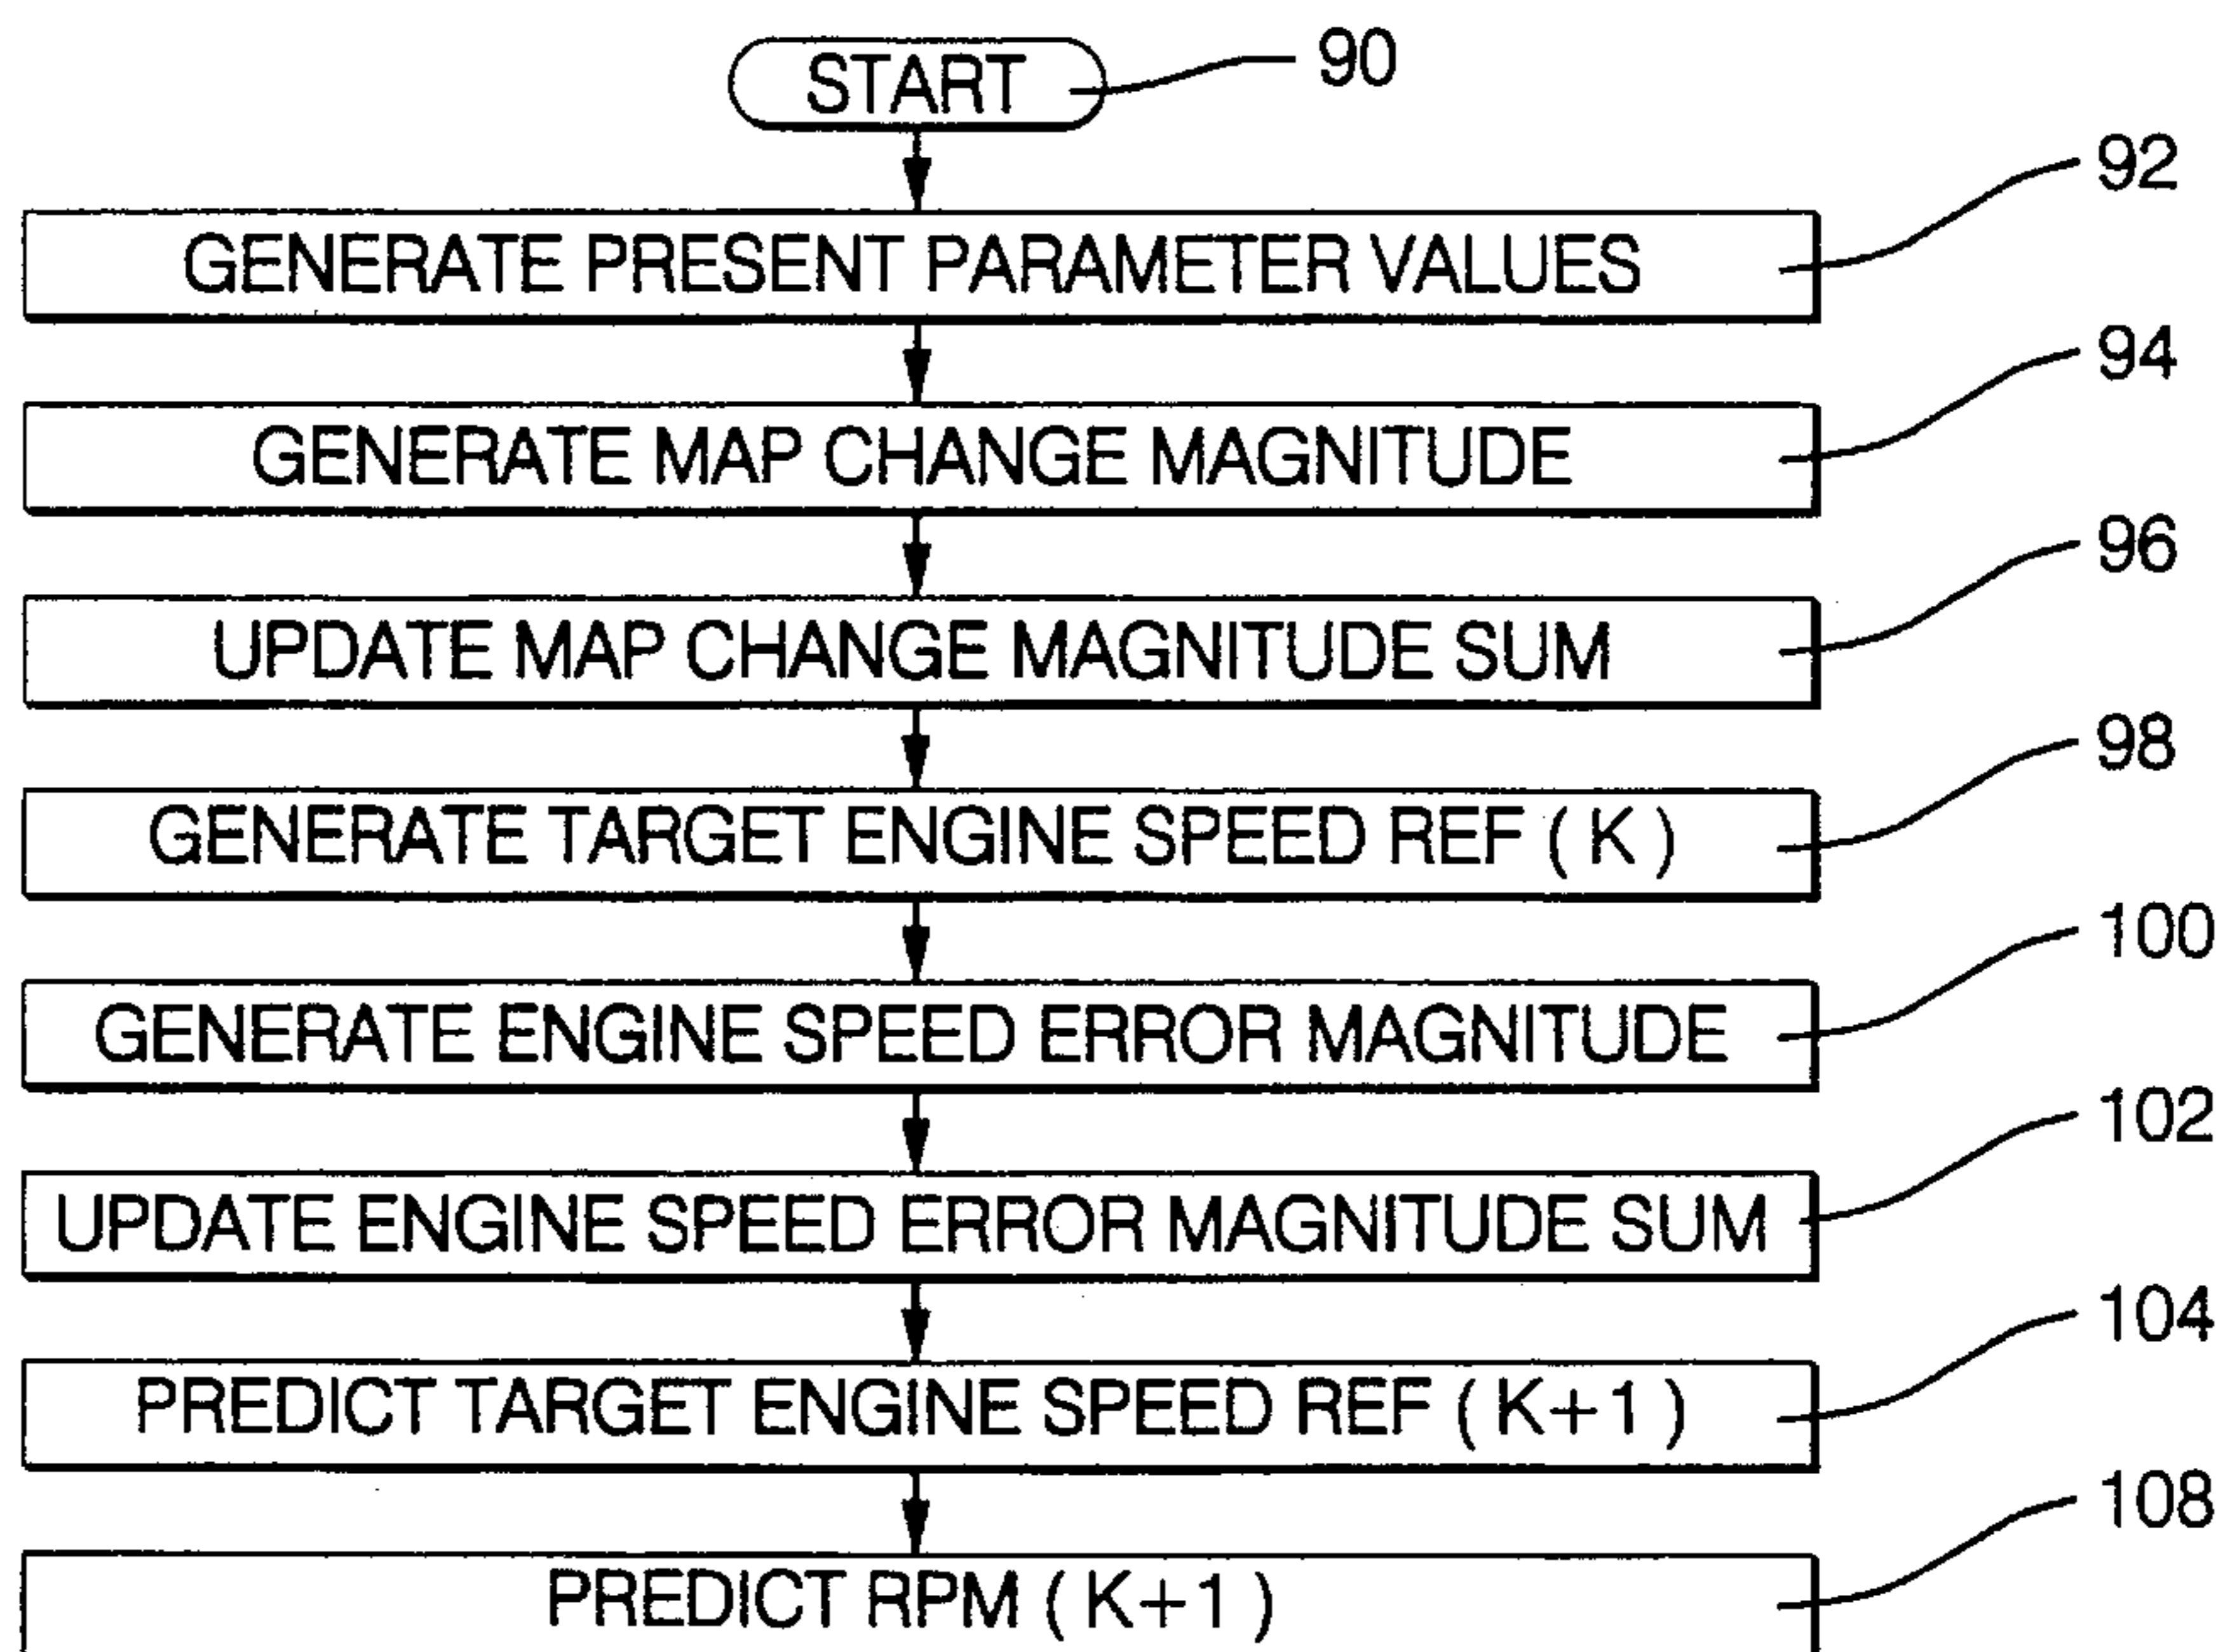 START
90
92
GENERATE PRESENT PARAMETER VALUES
94
GENERATE MAP CHANGE MAGNITUDE
96
UPDATE MAP CHANGE MAGNITUDE SUM
98
GENERATE TARGET ENGINE SPEED REF ( K )
100
GENERATE ENGINE SPEED ERROR MAGNITUDE
102
UPDATE ENGINE SPEED ERROR MAGNITUDE SUM
104
PREDICT TARGET ENGINE SPEED REF ( K+1 )
108
PREDICT RPM ( K+1 )